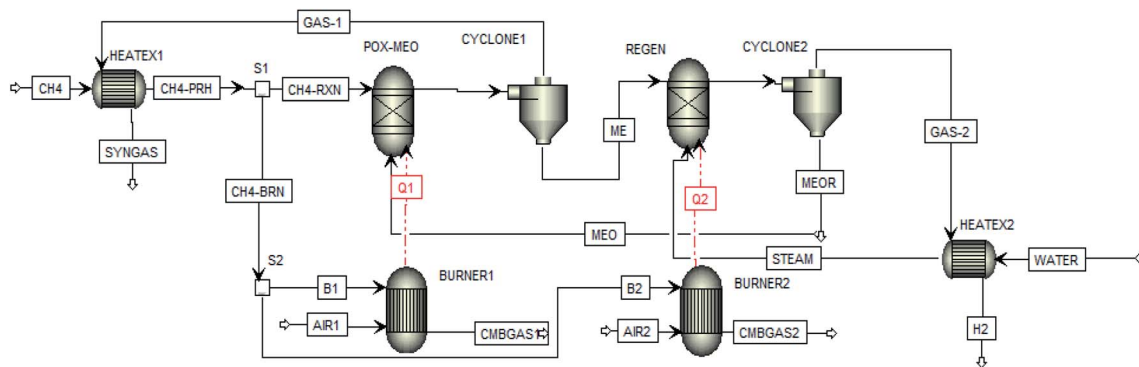 GAS-1
CYCLONE1
HEATEX1
POX-MEO
REGEN
CYCLONE2
S1
CH4
CH4-PRH
CH4-RXN
ME
GAS-2
SYNGAS
CH4-BRN
Q1
Q2
MEOR
MEO
HEATEX2
STEAM
WATER
S2
B1
BURNER1
B2
BURNER2
AIR1
CMBGAS1
AIR2
CMBGAS2
H2